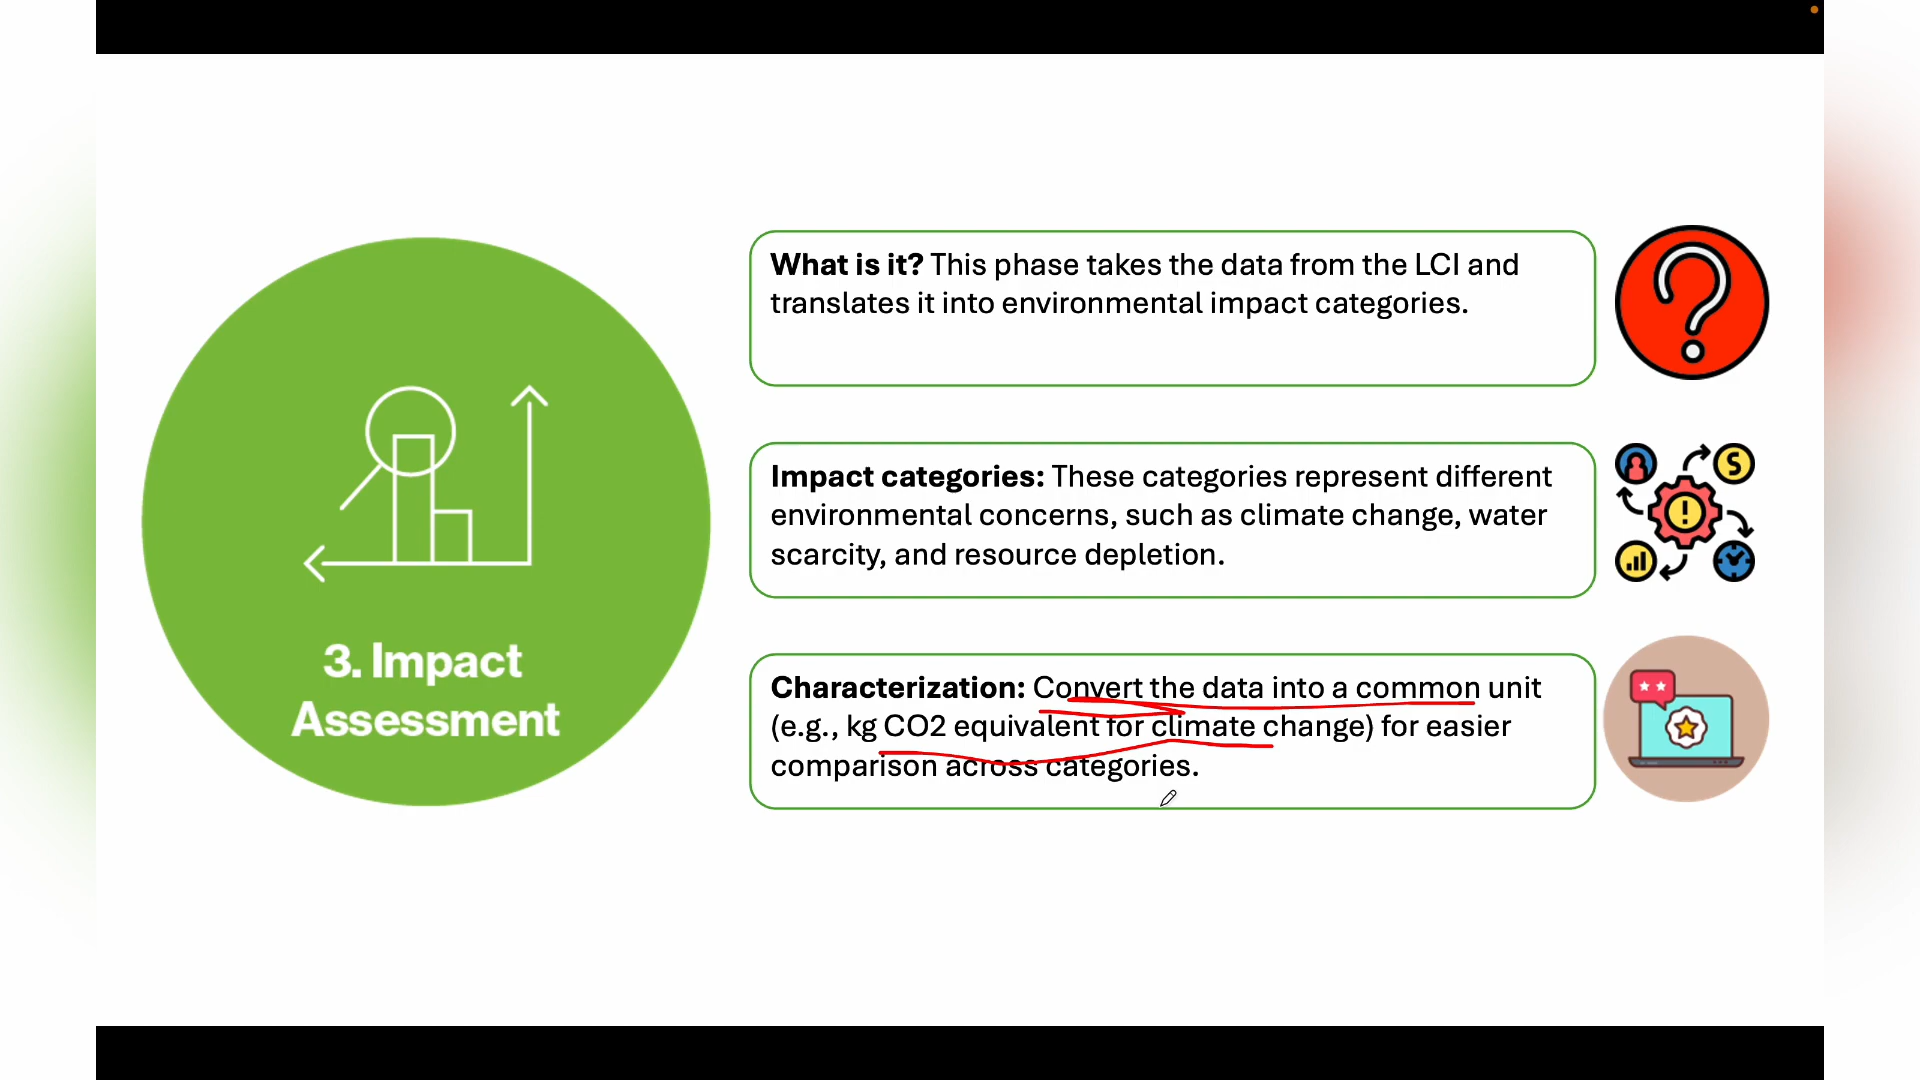 3. Impact
Assessment
What is it? This phase takes the data from the LCI and
translates it into environmental impact categories.
Impact categories: These categories represent different
environmental concerns, such as climate change, water
scarcity, and resource depletion.
Characterization: Convert the data into a common unit
(e.g., kg CO2 equivalent for climate change) for easier
comparison across categories.